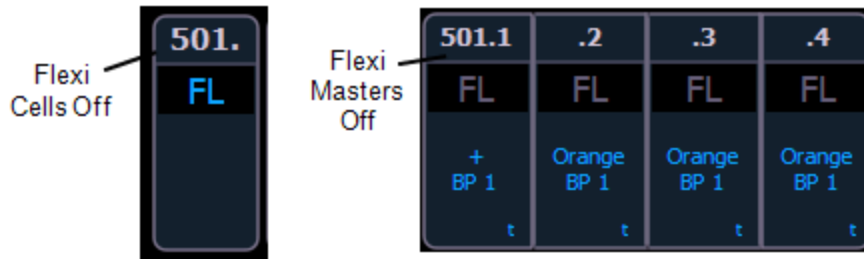 Flexi
Cells Off
501.
FL
Flexi
Masters
Off
501.1 .2 .3 .4
FL FL FL FL
+ Orange Orange Orange
BP 1 BP 1 BP 1 BP 1
t t t t